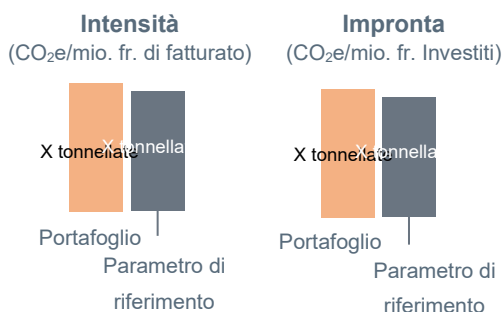 Intensità
(CO₂e/mio. fr. di fatturato)
X tonnellate
X tonnella
Portafoglio
Parametro di
riferimento
Impronta
(CO₂e/mio. fr. Investiti)
X tonnellate
X tonnella
Portafoglio
Parametro di
riferimento